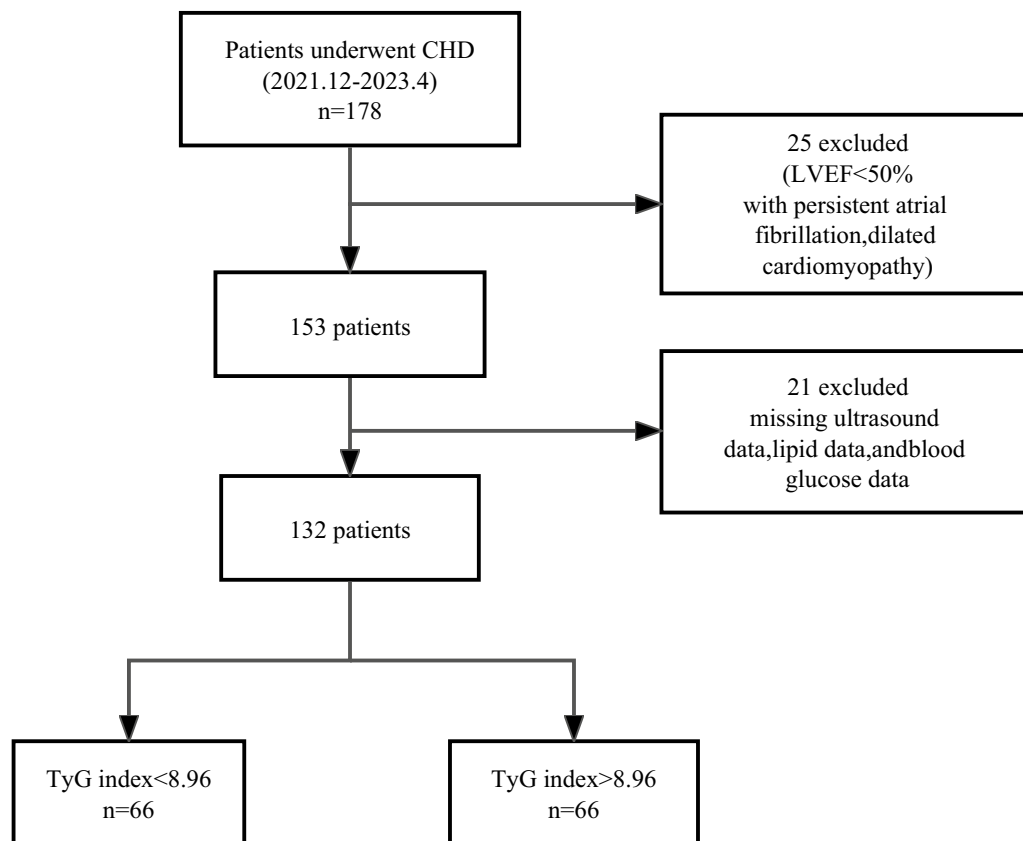 Patients underwent CHD
(2021.12-2023.4)
n=178
25 excluded
(LVEF<50%
with persistent atrial
fibrillation,dilated
cardiomyopathy)
153 patients
21 excluded
missing ultrasound
data,lipid data,andblood
glucose data
132 patients
TyG index<8.96
n=66
TyG index>8.96
n=66